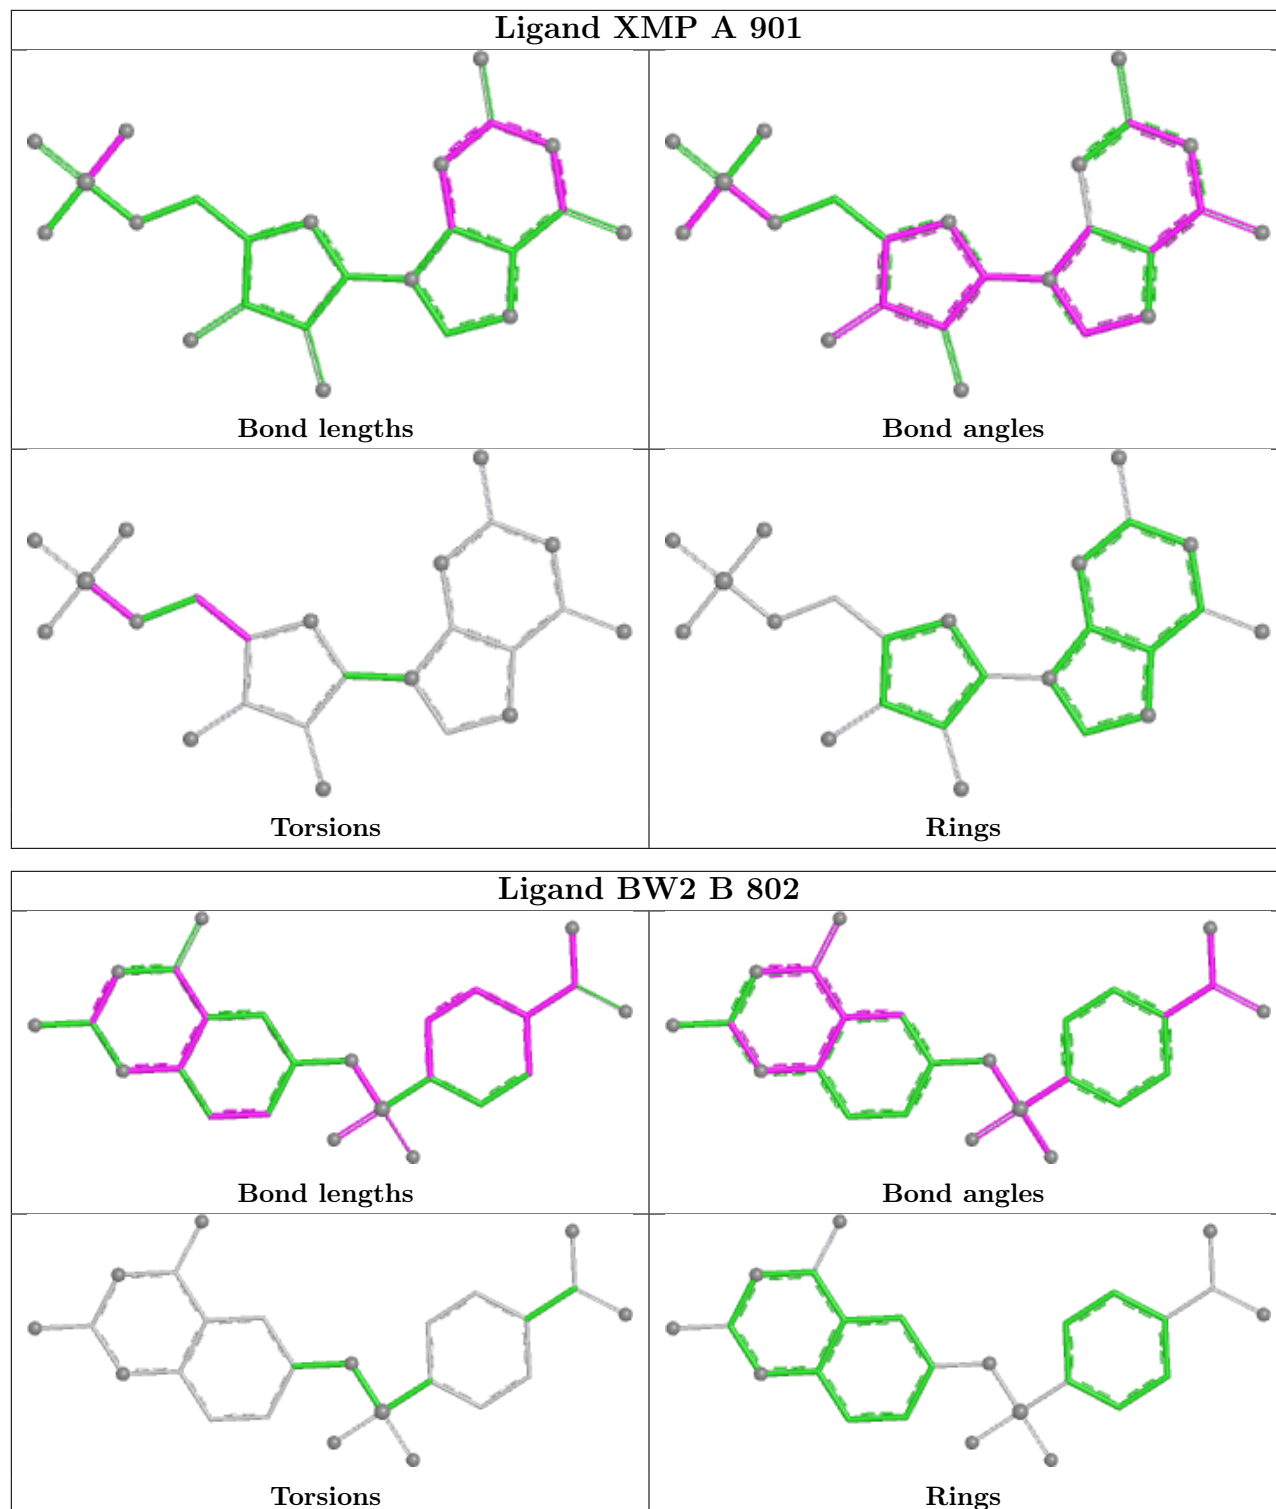 Ligand XMP A 901
Bond lengths
Bond angles
Torsions
Rings
Ligand BW2 B 802
Bond lengths
Bond angles
Torsions
Rings